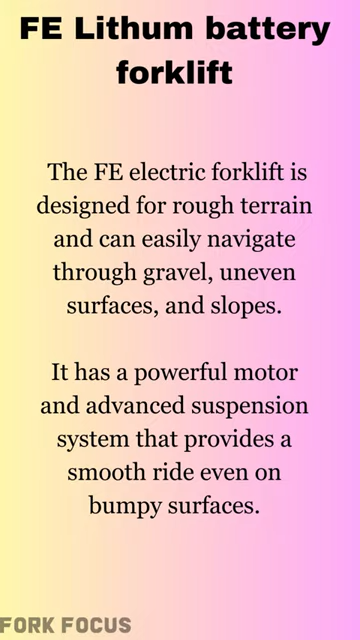 FE Lithum battery
forklift
The FE electric forklift is
designed for rough terrain
and can easily navigate
through gravel, uneven
surfaces, and slopes.
It has a powerful motor
and advanced suspension
system that provides a
smooth ride even on
bumpy surfaces.
FORK FOCUS